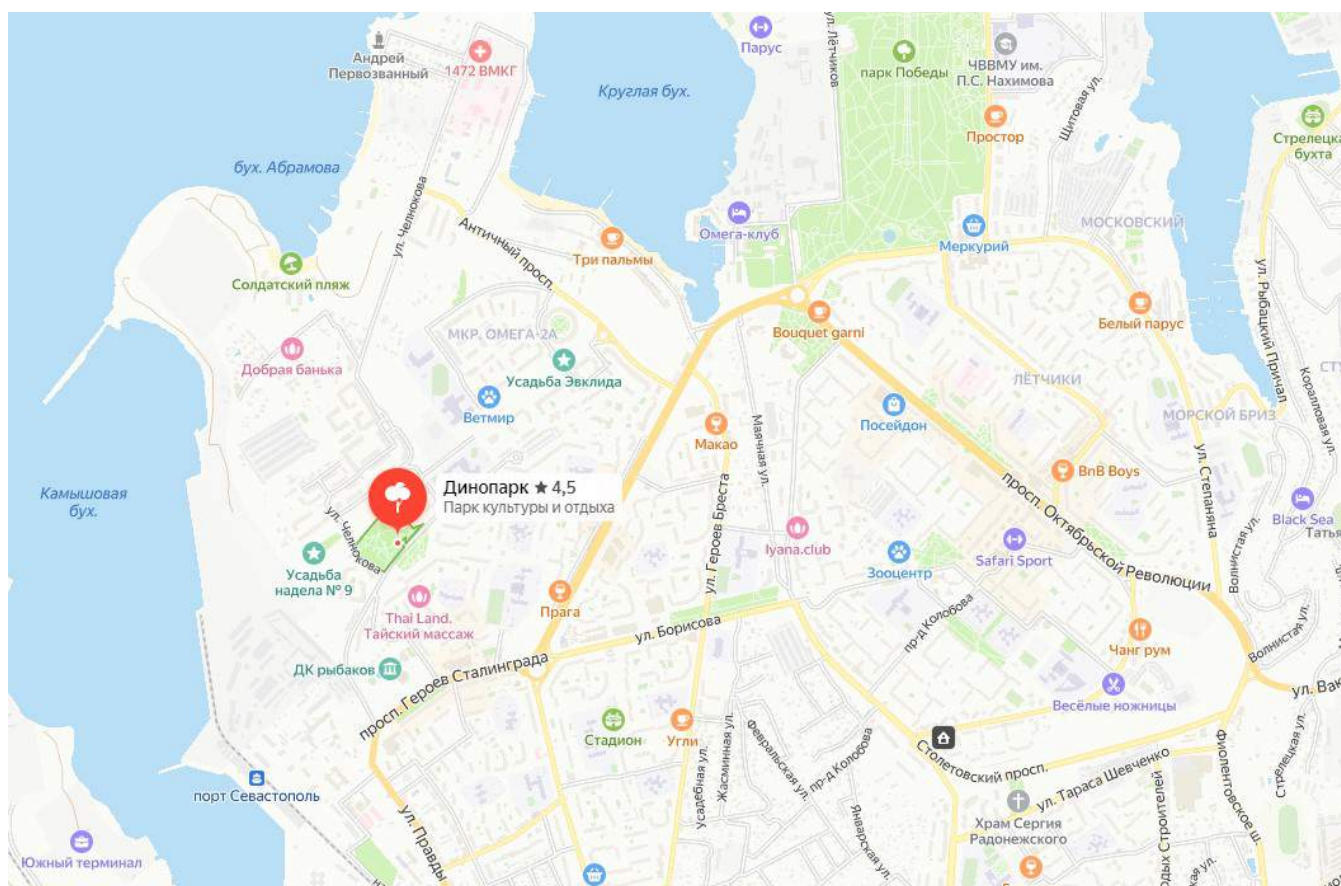 Андрей
Первозванный
1472 ВМКГ
Парус
ул. Лётчиков
парк Победы
ЧВВМУ им.
П.С. Нахимова
Круглая бух.
Щитовая ул.
Простор
Стрелецка
бухта
бух. Абрамова
ул. Челнокова
Античный просп.
Омега-клуб
МОСКОВСКИЙ
Меркурий
Три пальмы
Солдатский пляж
ул. Рыбацкий Причал
МКР. ОМЕГА-2А
Bouquet garni
Белый парус
Добрая банька
Усадьба Эвклида
ЛЁТЧИКИ
СТ
Коралловая ул.
Ветмир
Посейдон
МОРСКОЙ БРИЗ
Макао
Маячная ул.
BnB Boys
ул. Степаняна
Камышовая
бух.
Динопарк ★ 4,5
Парк культуры и отдыха
просп. Октябрьской Революции
ул. Челнокова
ул. Героев Бреста
Iyana.club
Safari Sport
Black Sea
Татья
Волнистая ул.
Усадьба
надела № 9
Зооцентр
Thai Land.
Тайский массаж
Прага
ул. Борисова
пр-д Колобова
Чанг рум
Волнистая ул.
ДК рыбаков
просп. Героев Сталинграда
Весёлые ножницы
ул. Вак
Стадион
Угли
Жасминная ул.
Усадебная ул.
Февральская ул.
пр-д Колобова
Столетовский просп.
Фиолентовское ш.
Стрелецкая ул.
порт Севастополь
ул. Тараса Шевченко
ул. Правды
Январская ул.
Храм Сергия
Радонежского
Южный терминал